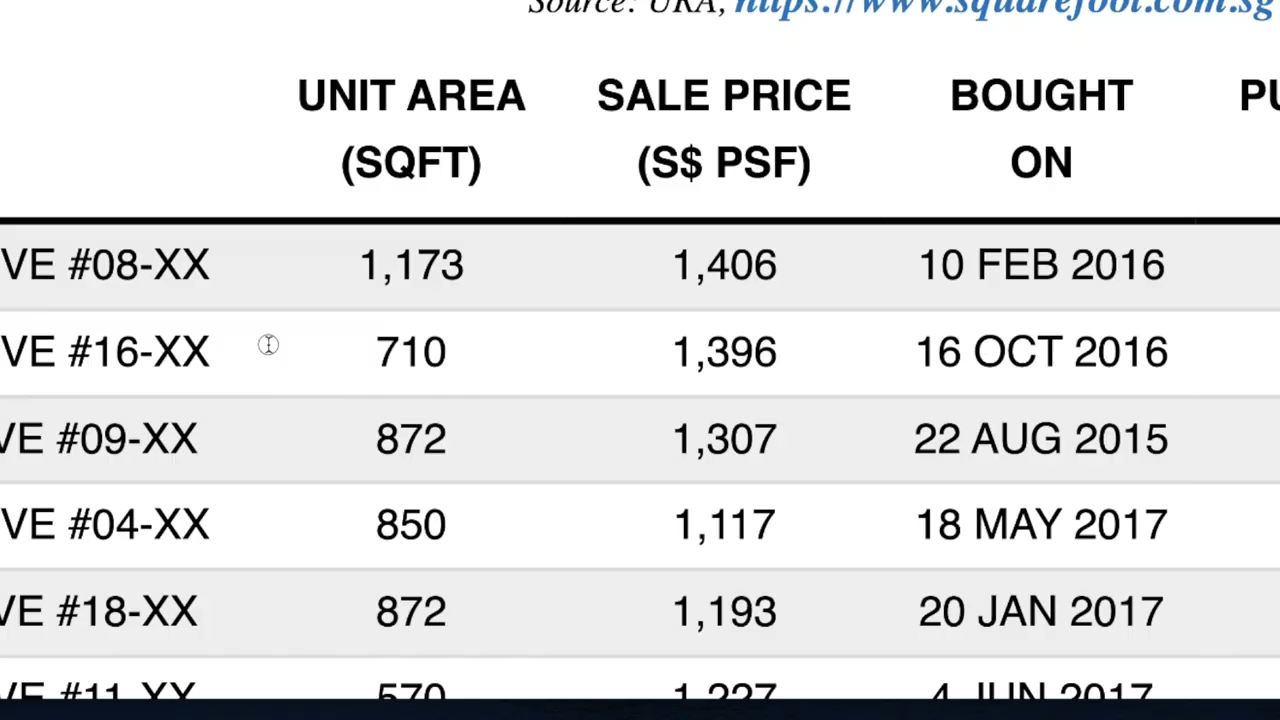 Source: URA, https://www.squarefoot.com.sg
UNIT AREA (SQFT) SALE PRICE (S$ PSF) BOUGHT ON PU
VE #08-XX 1,173 1,406 10 FEB 2016
VE #16-XX 710 1,396 16 OCT 2016
VE #09-XX 872 1,307 22 AUG 2015
VE #04-XX 850 1,117 18 MAY 2017
VE #18-XX 872 1,193 20 JAN 2017
VE #11-XX 570 1,227 4 JUN 2017